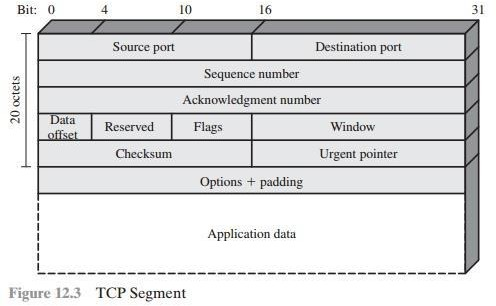 Bit: 0 4 10 16 31
Source port Destination port
Sequence number
Acknowledgment number
Data offset Reserved Flags Window
Checksum Urgent pointer
Options + padding
Application data
20 octets
Figure 12.3 TCP Segment